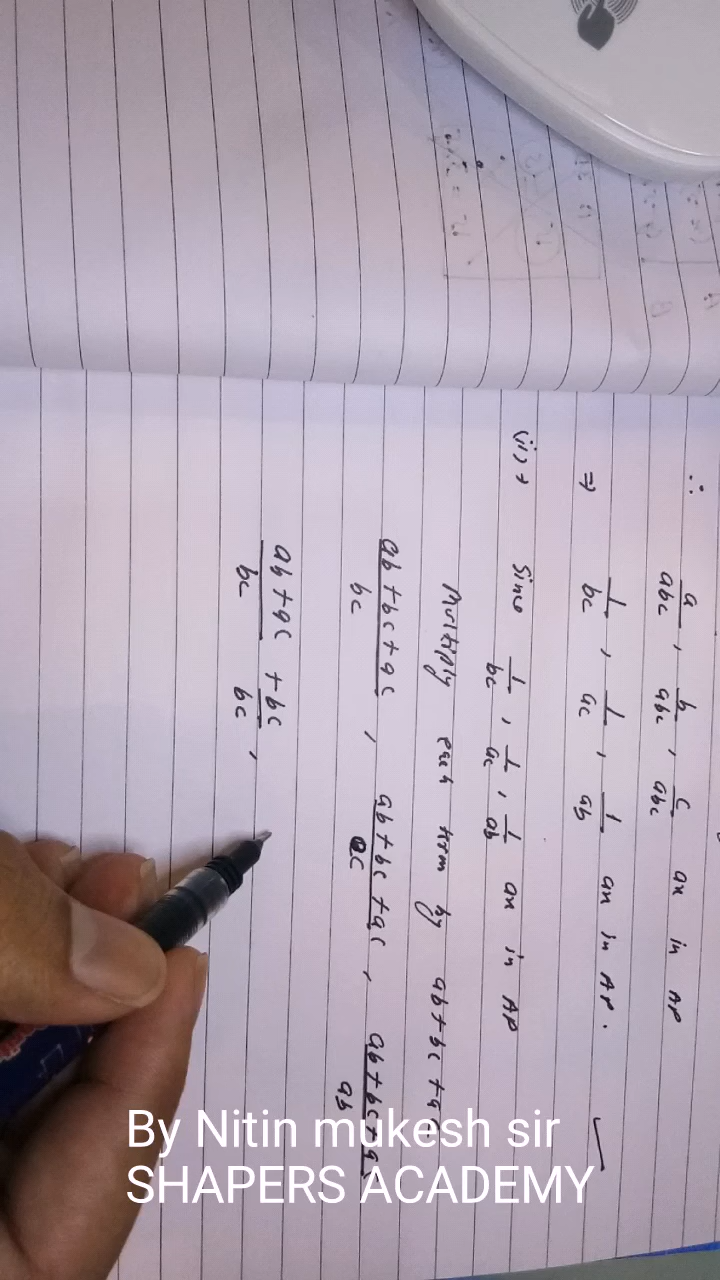 ∴ a/abc , b/abc , c/abc are in AP
⇒ 1/bc , 1/ac , 1/ab are in AP.
(ii)→ Since 1/bc , 1/ac , 1/ab are in AP
Multiply each term by ab+bc+ac
ab+bc+ac/bc , ab+bc+ac/ac , ab+bc+ac/ab
ab+ac/bc + bc/bc ,
By Nitin mukesh sir
SHAPERS ACADEMY